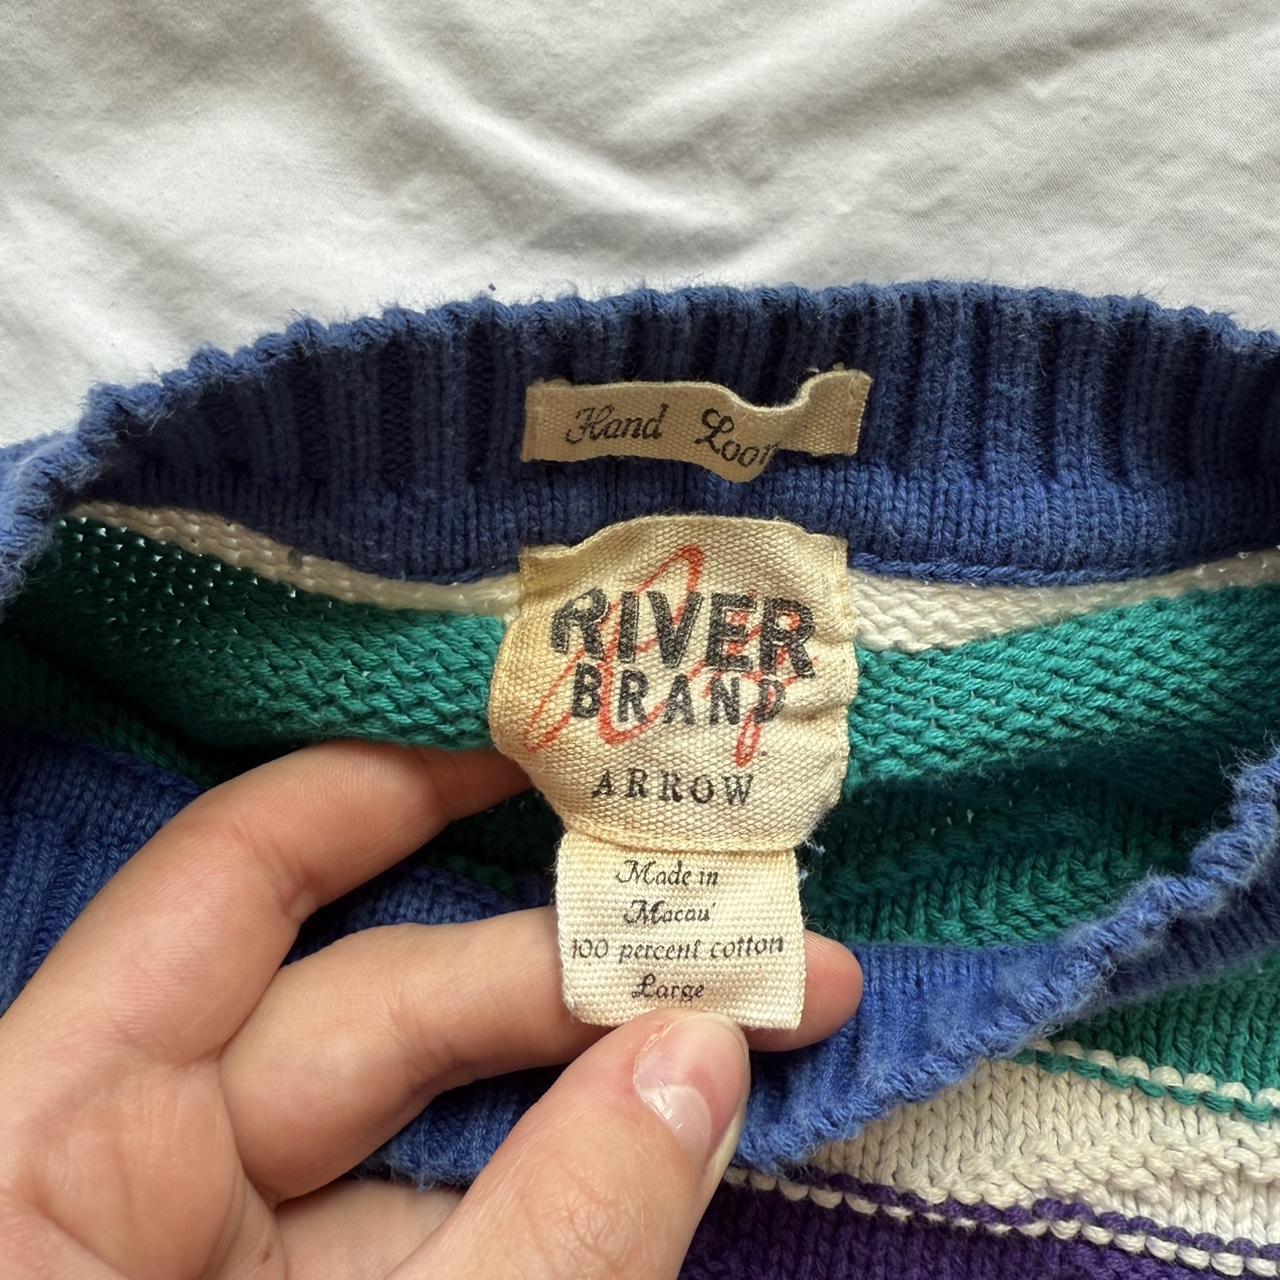 Hand Loom
RIVER
BRAND
ARROW
Made in
Macau'
100 percent cotton
Large